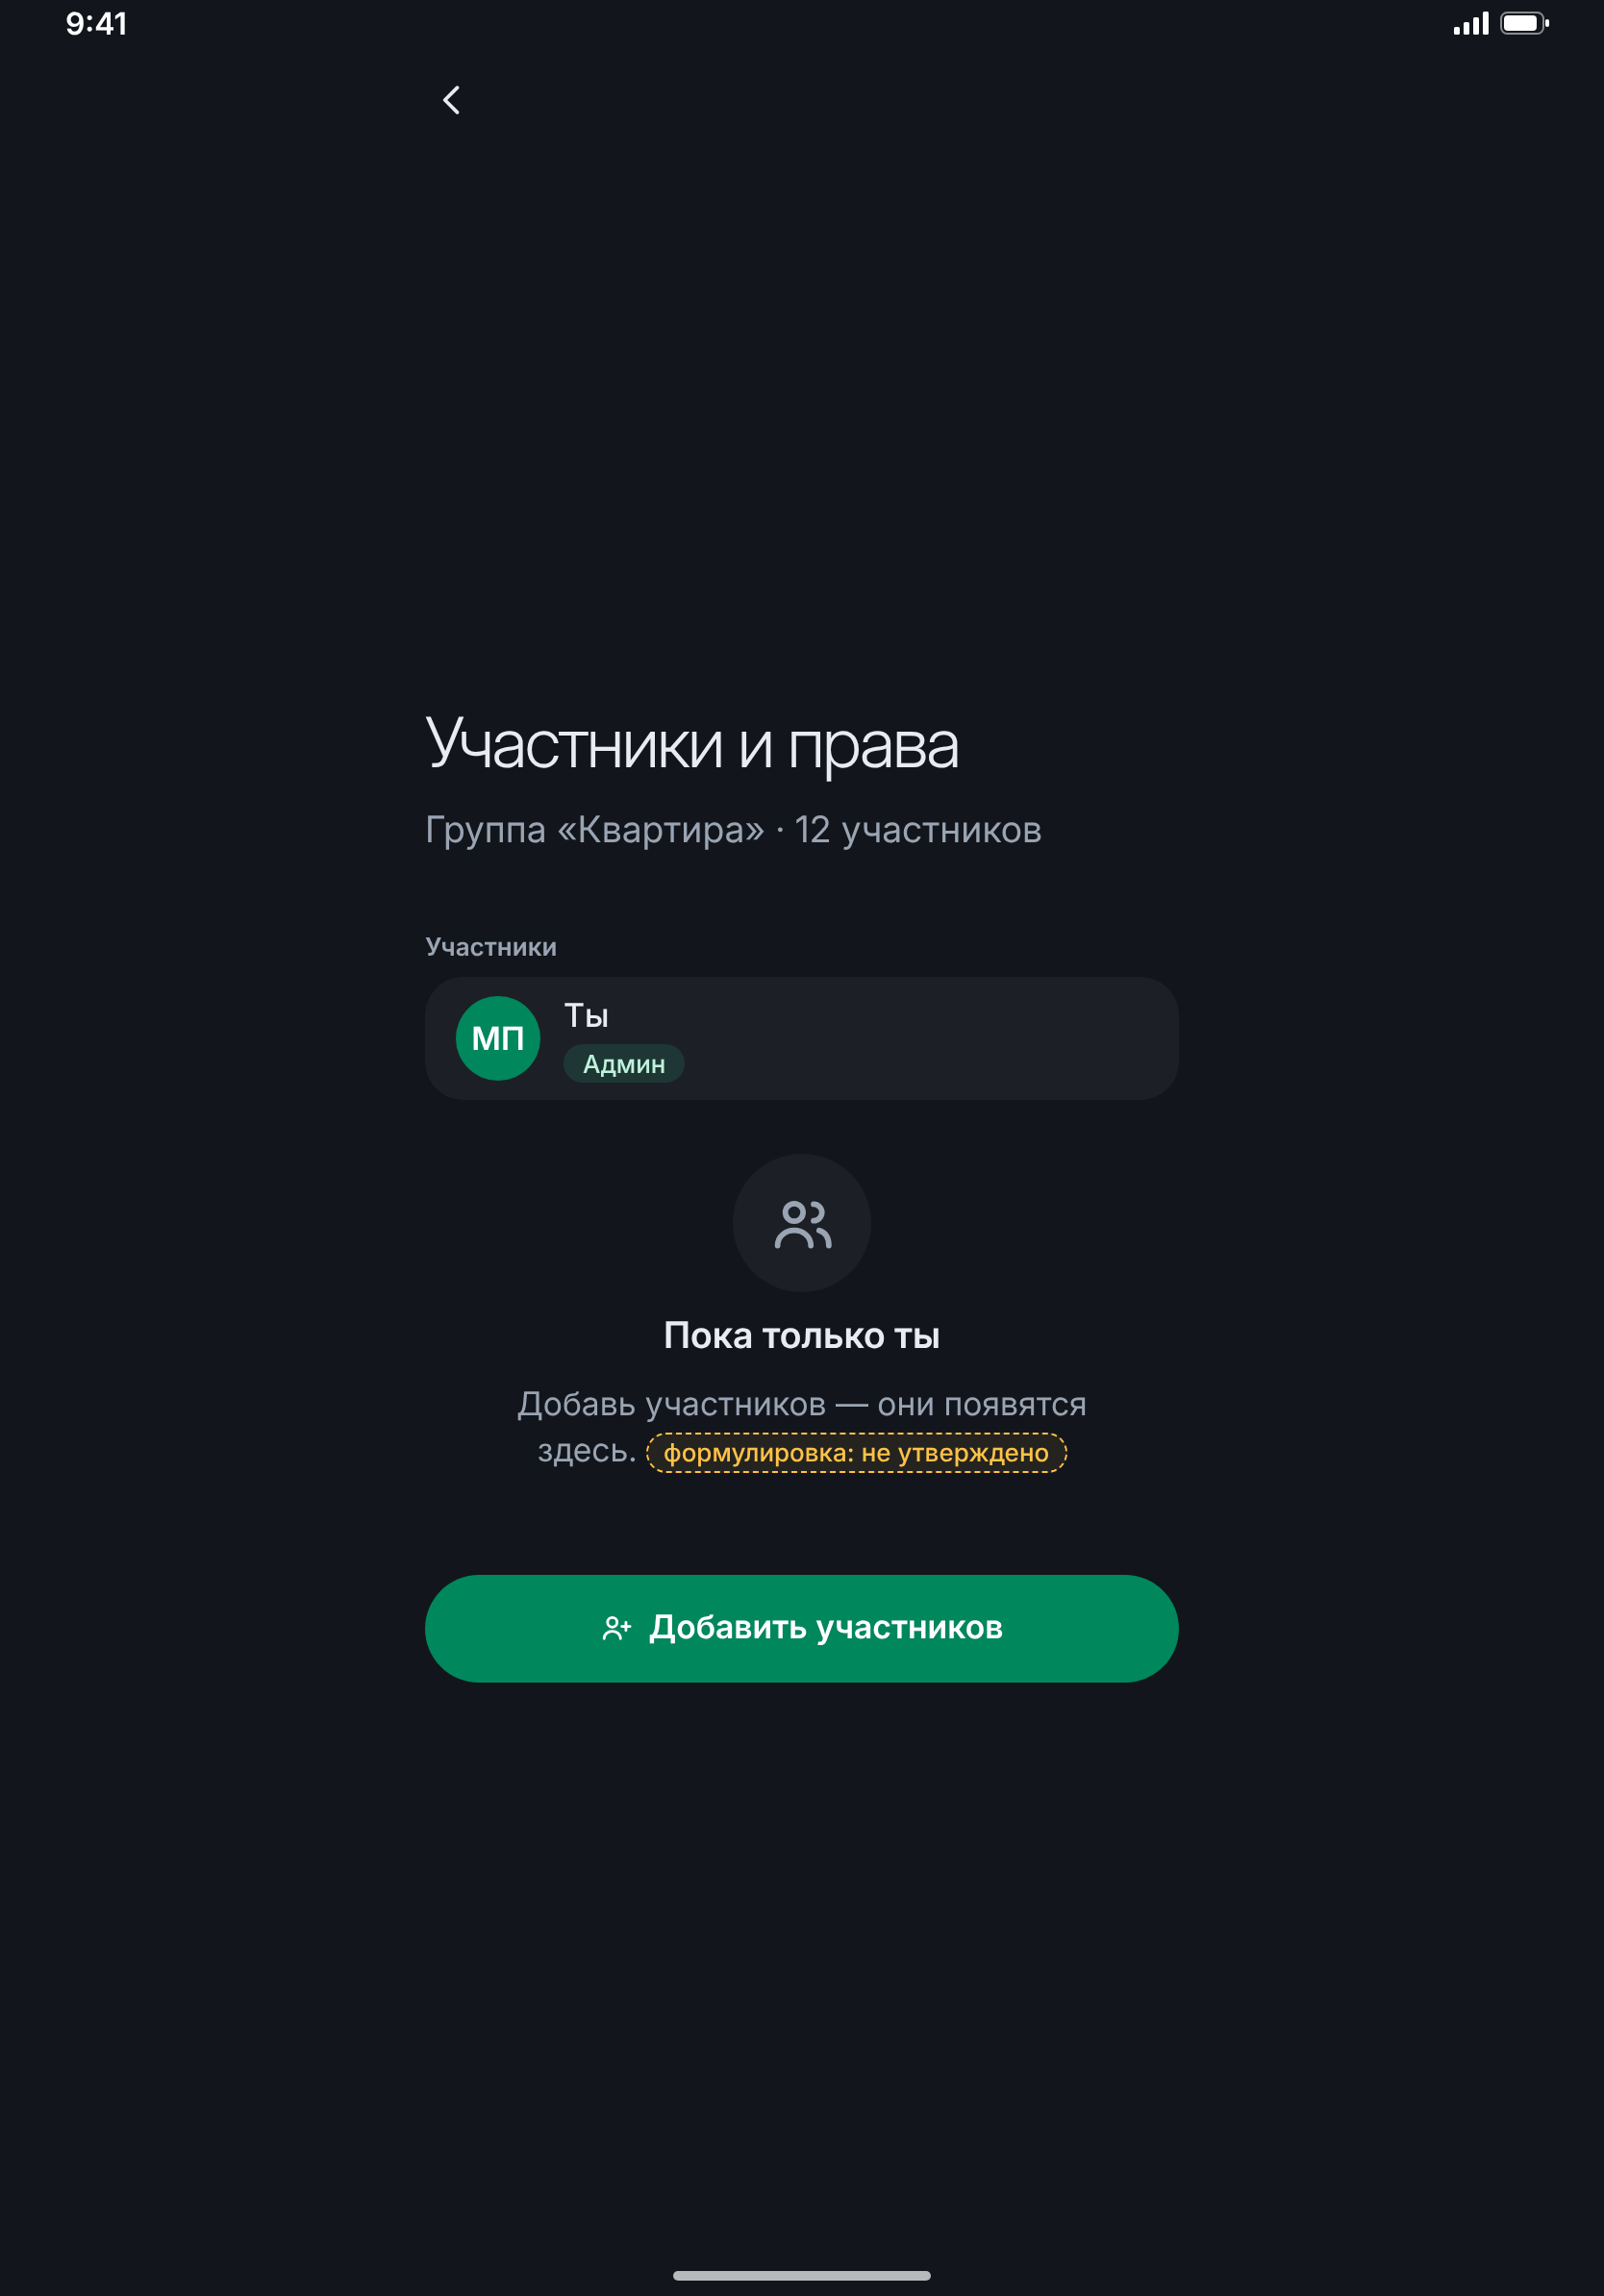 9:41
Участники и права
Группа «Квартира» · 12 участников
Участники
МП
Ты
Админ
Пока только ты
Добавь участников — они появятся
здесь. формулировка: не утверждено
Добавить участников